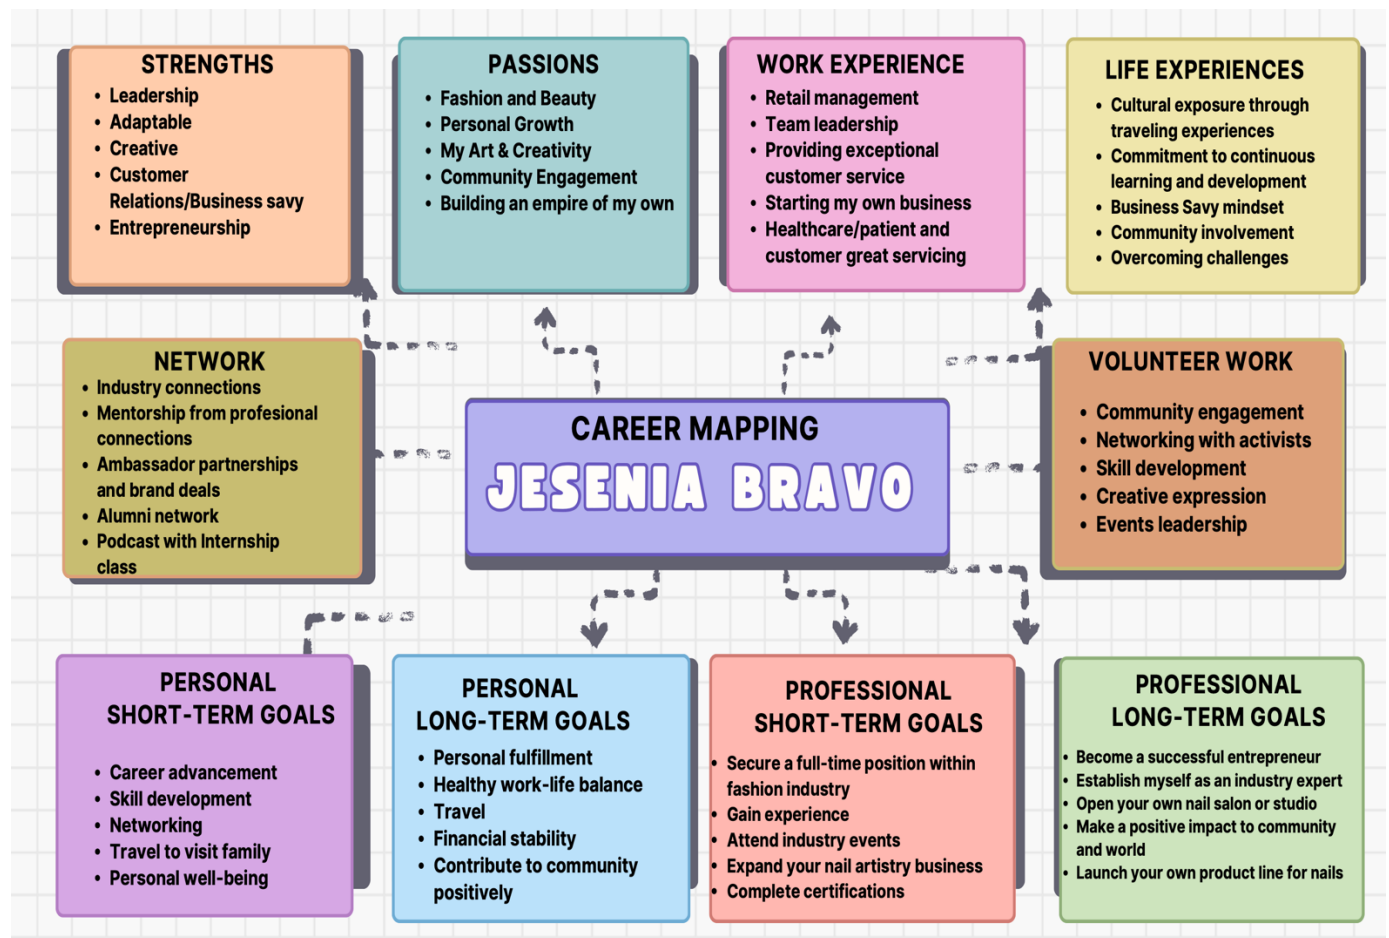 STRENGTHS
• Leadership
• Adaptable
• Creative
• Customer
Relations/Business savy
• Entrepreneurship
PASSIONS
• Fashion and Beauty
• Personal Growth
• My Art & Creativity
• Community Engagement
• Building an empire of my own
WORK EXPERIENCE
• Retail management
• Team leadership
• Providing exceptional
customer service
• Starting my own business
• Healthcare/patient and
customer great servicing
LIFE EXPERIENCES
• Cultural exposure through
traveling experiences
• Commitment to continuous
learning and development
• Business Savy mindset
• Community involvement
• Overcoming challenges
NETWORK
• Industry connections
• Mentorship from profesional
connections
• Ambassador partnerships
and brand deals
• Alumni network
• Podcast with Internship
class
CAREER MAPPING
JESENIA BRAVO
VOLUNTEER WORK
• Community engagement
• Networking with activists
• Skill development
• Creative expression
• Events leadership
PERSONAL
SHORT-TERM GOALS
• Career advancement
• Skill development
• Networking
• Travel to visit family
• Personal well-being
PERSONAL
LONG-TERM GOALS
• Personal fulfillment
• Healthy work-life balance
• Travel
• Financial stability
• Contribute to community
positively
PROFESSIONAL
SHORT-TERM GOALS
• Secure a full-time position within
fashion industry
• Gain experience
• Attend industry events
• Expand your nail artistry business
• Complete certifications
PROFESSIONAL
LONG-TERM GOALS
• Become a successful entrepreneur
• Establish myself as an industry expert
• Open your own nail salon or studio
• Make a positive impact to community
and world
• Launch your own product line for nails